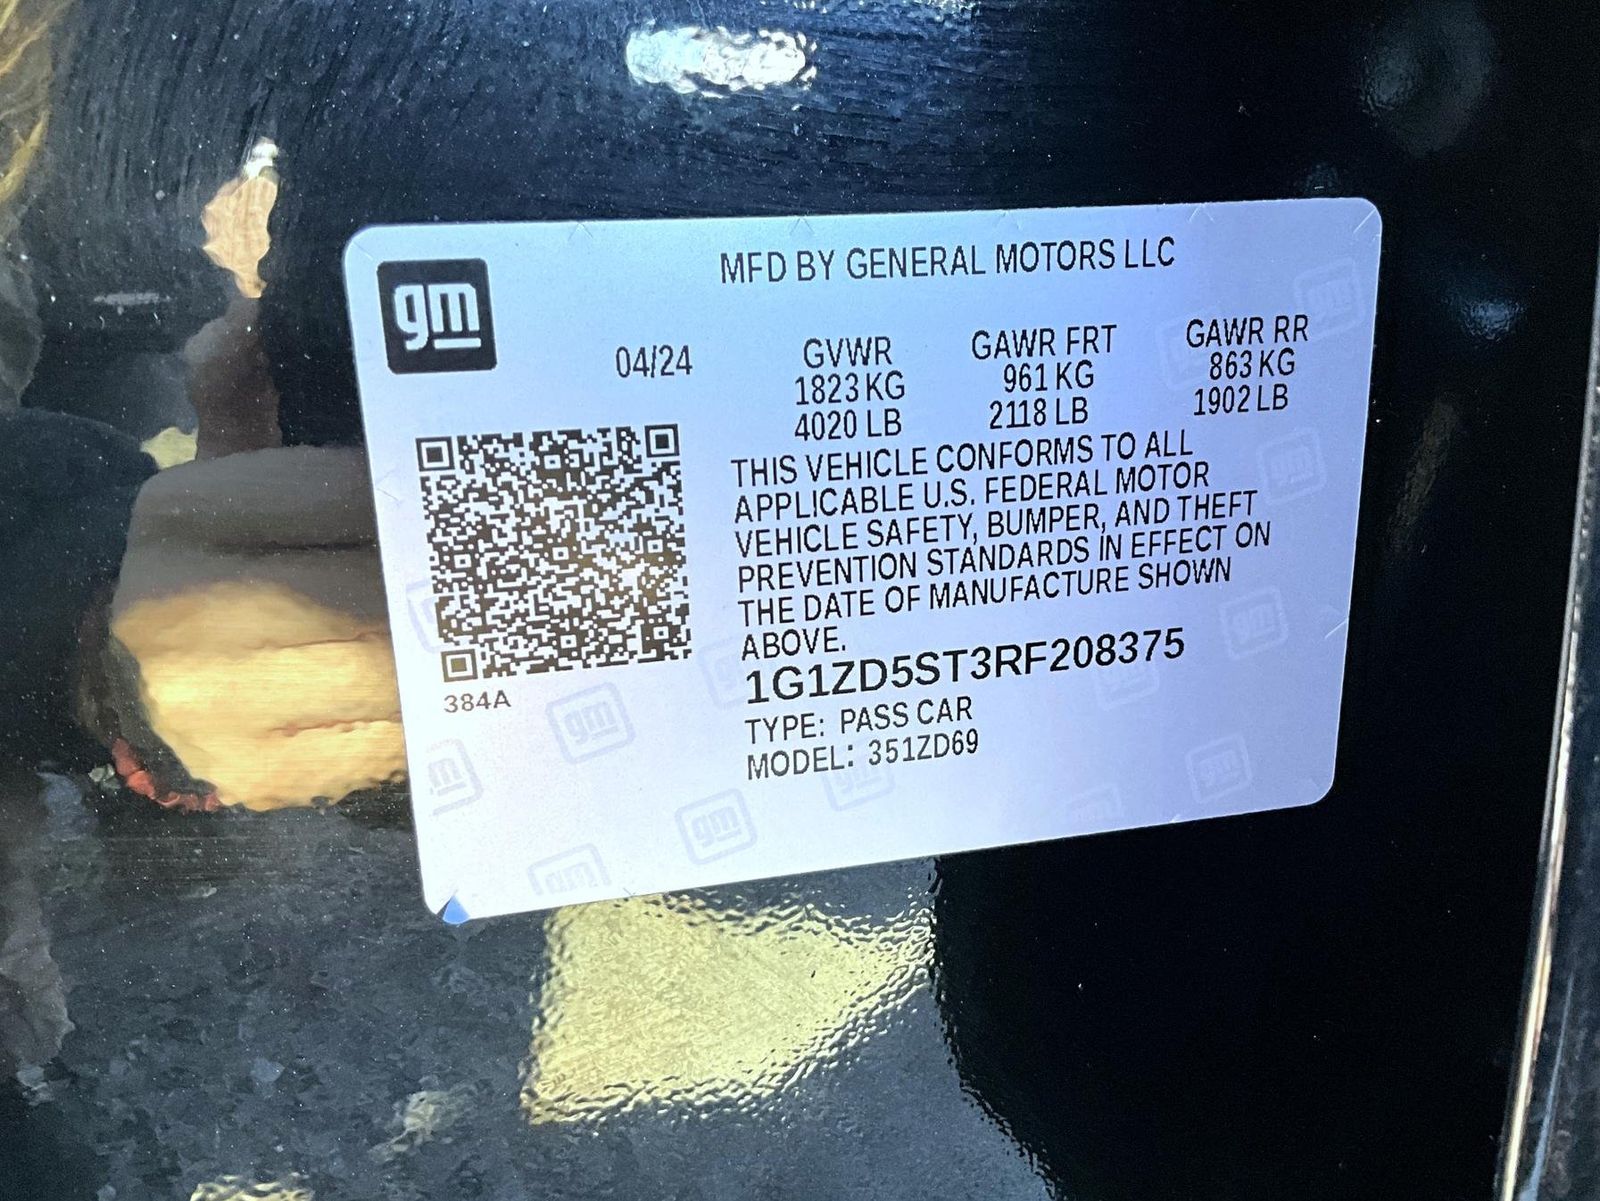 gm
MFD BY GENERAL MOTORS LLC
04/24
GVWR
1823 KG
4020 LB
GAWR FRT
961 KG
2118 LB
GAWR RR
863 KG
1902 LB
THIS VEHICLE CONFORMS TO ALL
APPLICABLE U.S. FEDERAL MOTOR
VEHICLE SAFETY, BUMPER, AND THEFT
PREVENTION STANDARDS IN EFFECT ON
THE DATE OF MANUFACTURE SHOWN
ABOVE.
1G1ZD5ST3RF208375
TYPE: PASS CAR
MODEL: 351ZD69
384A